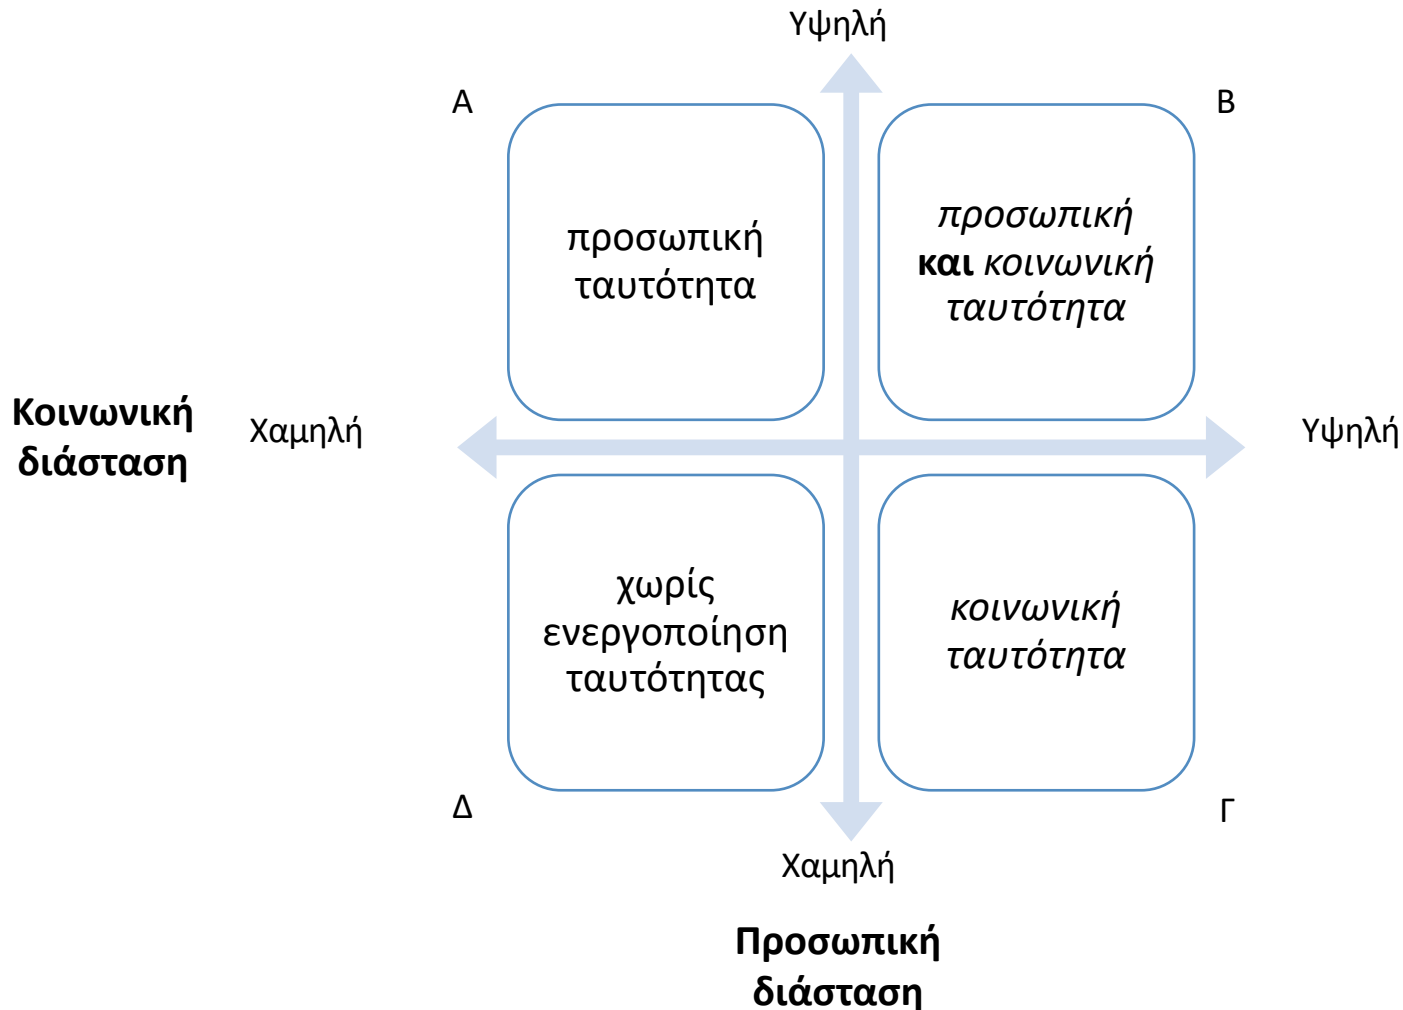 Υψηλή
Α
Β
προσωπική
ταυτότητα
προσωπική
και κοινωνική
ταυτότητα
Κοινωνική
διάσταση
Χαμηλή
Υψηλή
χωρίς
ενεργοποίηση
ταυτότητας
κοινωνική
ταυτότητα
Δ
Γ
Χαμηλή
Προσωπική
διάσταση